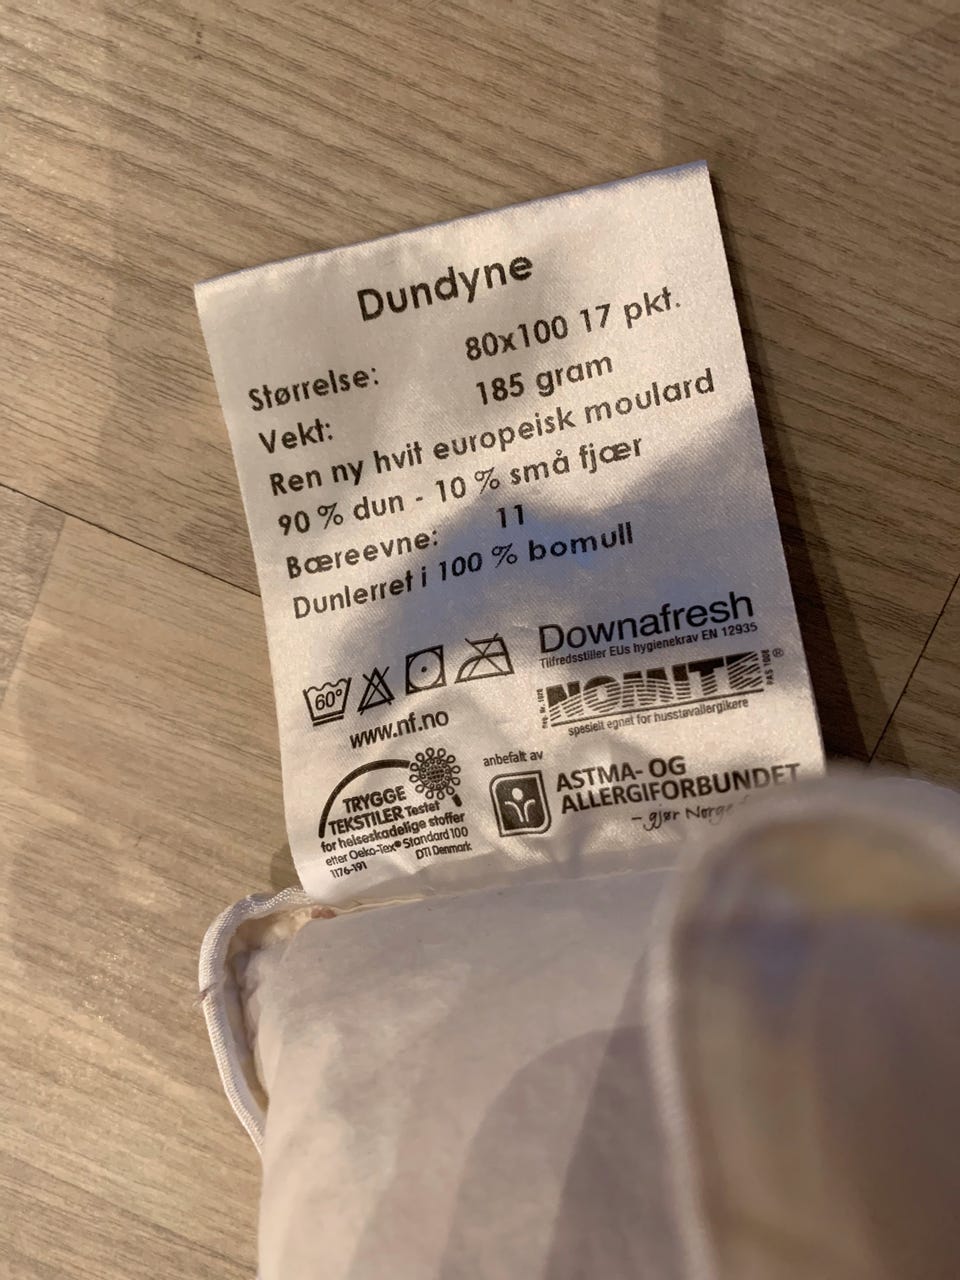 Dundyne
Størrelse: 80x100 17 pkt.
Vekt: 185 gram
Ren ny hvit europeisk moulard
90 % dun - 10 % små fjær
Bæreevne: 11
Dunlerret i 100 % bomull
60°
www.nf.no
Downafresh
Tilfredsstiller EUs hygienekrav EN 12935
NOMITE®
spesielt egnet for husstøvallergikere
TRYGGE
TEKSTILER Testet
for helseskadelige stoffer
etter Oeko-Tex® Standard 100
1176-191 DTI Denmark
anbefalt av
ASTMA- OG
ALLERGIFORBUNDET
– gjør Norge